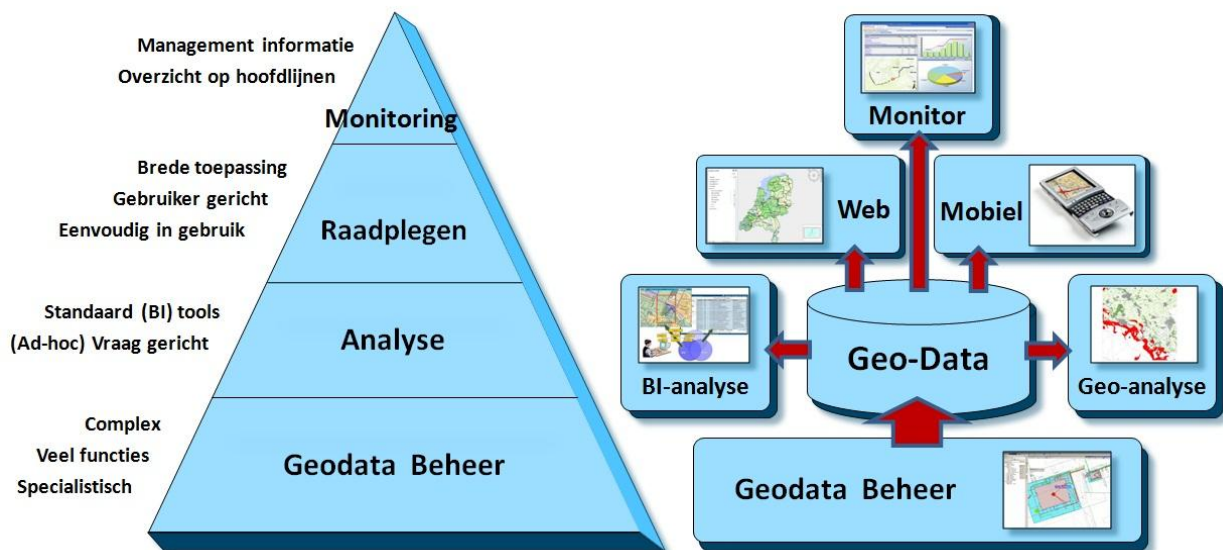 Management informatie
Overzicht op hoofdlijnen
Monitoring
Brede toepassing
Gebruiker gericht
Eenvoudig in gebruik
Raadplegen
Standaard (BI) tools
(Ad-hoc) Vraag gericht
Analyse
Complex
Veel functies
Specialistisch
Geodata Beheer
Monitor
Web
Mobiel
BI-analyse
Geo-Data
Geo-analyse
Geodata Beheer